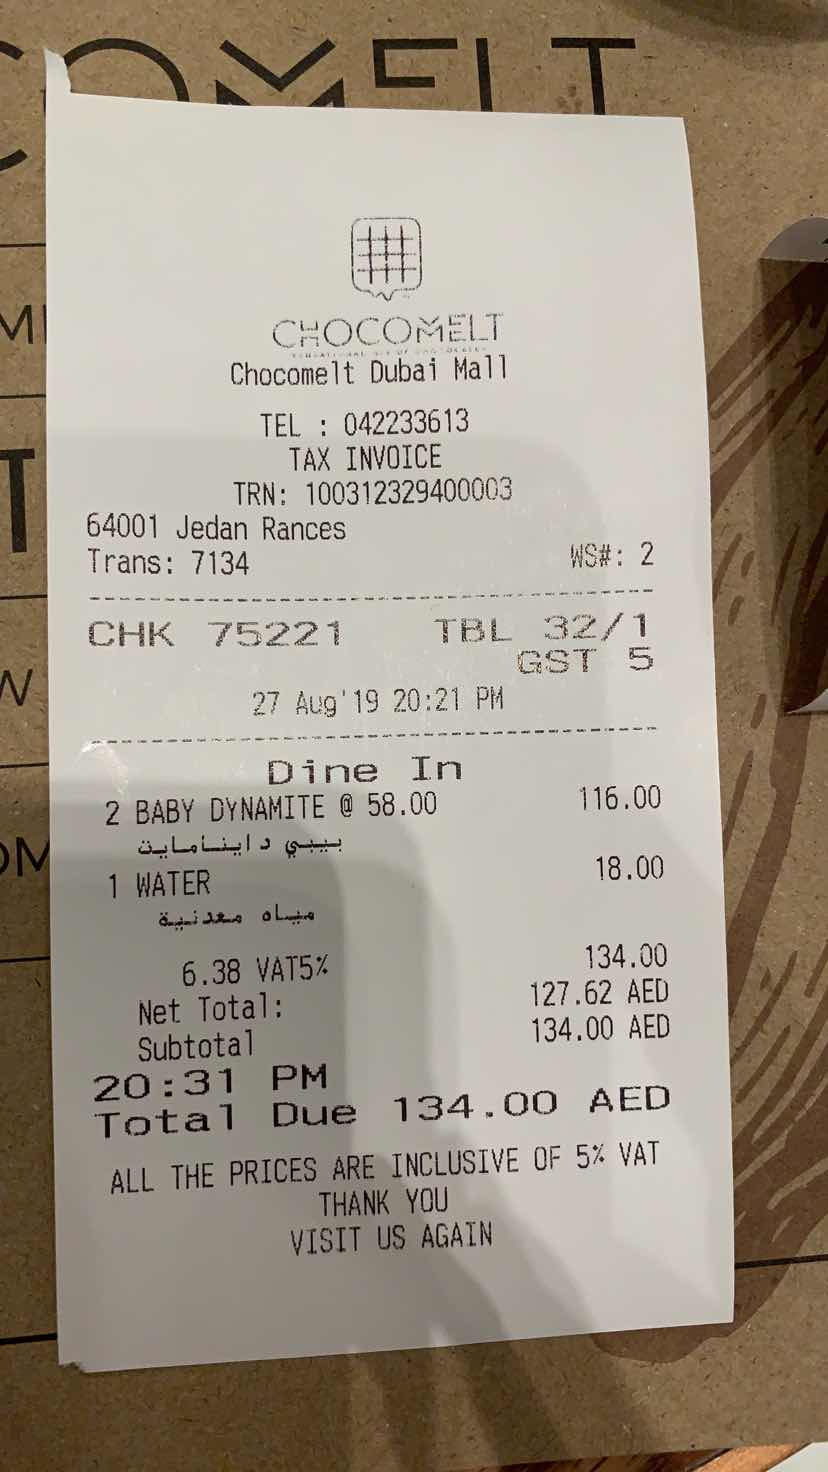 COMELT
CHOCOMELT
Chocomelt Dubai Mall
TEL : 042233613
TAX INVOICE
TRN: 100312329400003
64001 Jedan Rances
Trans: 7134 WS#: 2
CHK 75221 TBL 32/1
GST 5
27 Aug'19 20:21 PM
Dine In
2 BABY DYNAMITE @ 58.00 116.00
بيبي داينامايت
1 WATER 18.00
مياه معدنية
134.00
6.38 VAT5% 127.62 AED
Net Total: 134.00 AED
Subtotal
20:31 PM
Total Due 134.00 AED
ALL THE PRICES ARE INCLUSIVE OF 5% VAT
THANK YOU
VISIT US AGAIN